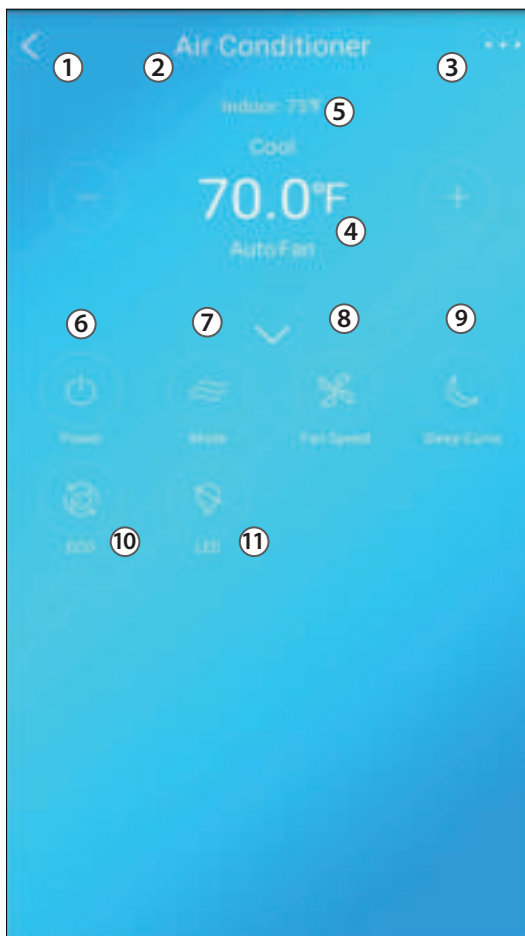 ① ② Air Conditioner ③ ...
Indoor: 75°F ⑤
Cool
− 70.0°F +
④
Auto Fan
⑥ ⑦ ⑧ ⑨
Power Mode Fan Speed Sleep Curve
ECO ⑩ LED ⑪